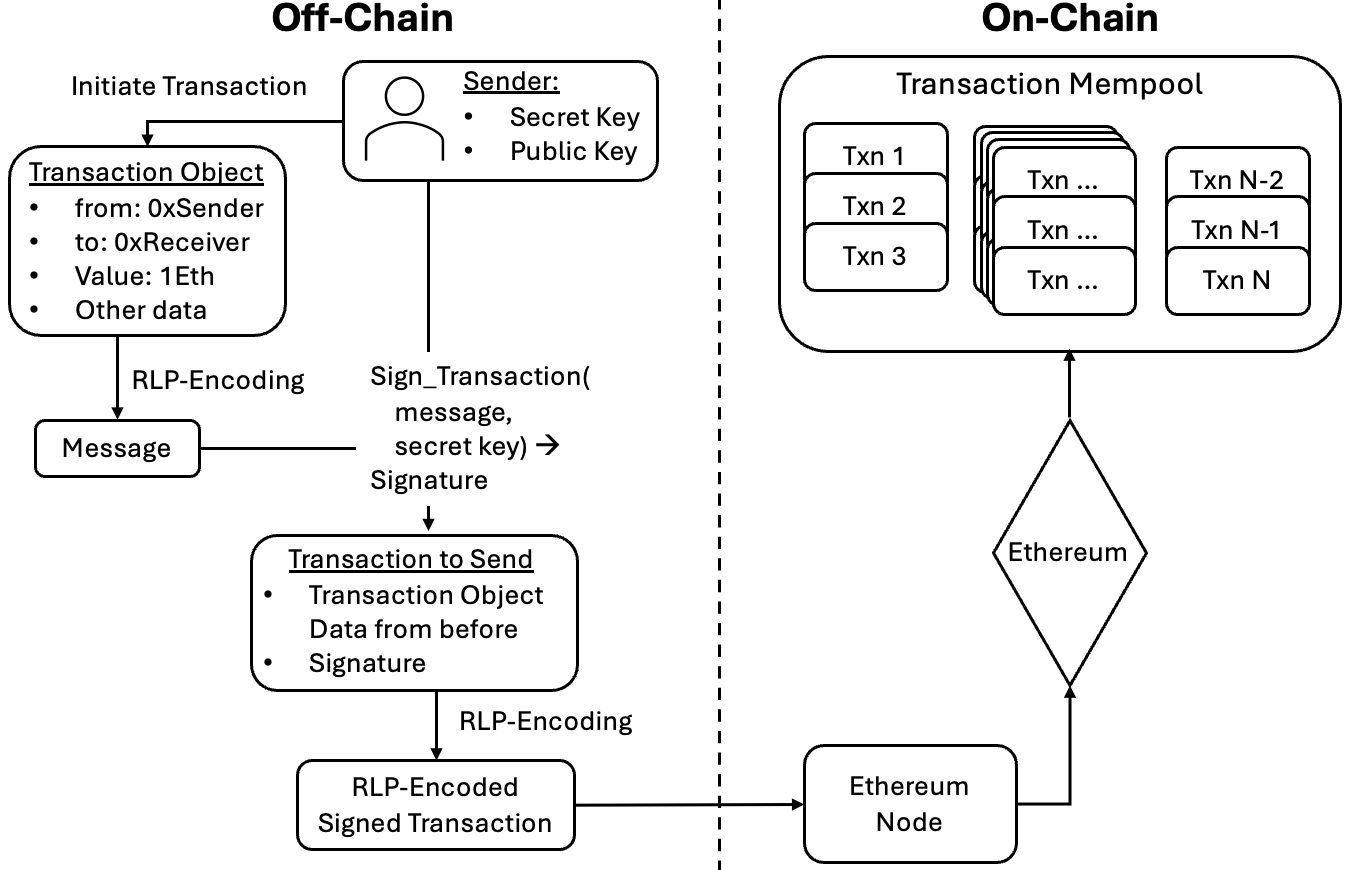 Off-Chain
Initiate Transaction
Sender:
• Secret Key
• Public Key
Transaction Object
• from: 0xSender
• to: 0xReceiver
• Value: 1Eth
• Other data
RLP-Encoding
Message
Sign_Transaction(
message,
secret key) →
Signature
Transaction to Send
• Transaction Object
Data from before
• Signature
RLP-Encoding
RLP-Encoded
Signed Transaction
On-Chain
Transaction Mempool
Txn 1
Txn 2
Txn 3
Txn ...
Txn ...
Txn ...
Txn N-2
Txn N-1
Txn N
Ethereum
Ethereum
Node